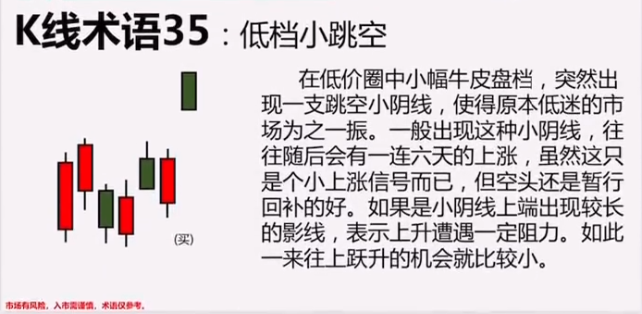 K线术语35：低档小跳空
在低价圈中小幅牛皮盘档，突然出
现一支跳空小阴线，使得原本低迷的市
场为之一振。一般出现这种小阴线，往
往随后会有一连六天的上涨，虽然这只
是个小上涨信号而已，但空头还是暂行
回补的好。如果是小阴线上端出现较长
的影线，表示上升遭遇一定阻力。如此
一来往上跃升的机会就比较小。
(买)
市场有风险，入市需谨慎，术语仅参考。